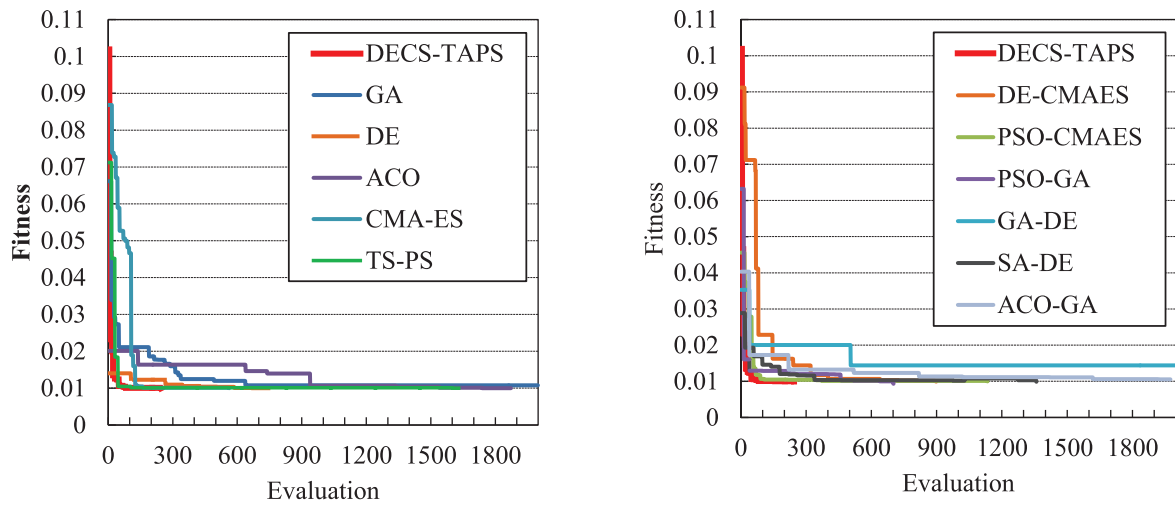 0.11
0.1
0.09
0.08
0.07
0.06
0.05
0.04
0.03
0.02
0.01
0
Fitness
DECS-TAPS
GA
DE
ACO
CMA-ES
TS-PS
0 300 600 900 1200 1500 1800
Evaluation
0.11
0.1
0.09
0.08
0.07
0.06
0.05
0.04
0.03
0.02
0.01
0
Fitness
DECS-TAPS
DE-CMAES
PSO-CMAES
PSO-GA
GA-DE
SA-DE
ACO-GA
0 300 600 900 1200 1500 1800
Evaluation